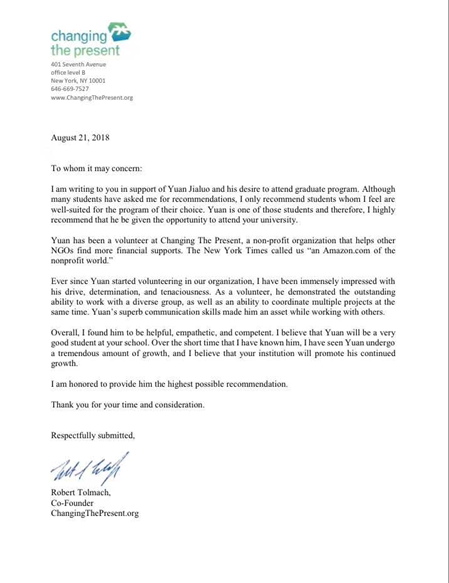 changing
the present
401 Seventh Avenue
office level B
New York, NY 10001
646-669-7527
www.ChangingThePresent.org
August 21, 2018
To whom it may concern:
I am writing to you in support of Yuan Jialuo and his desire to attend graduate program. Although
many students have asked me for recommendations, I only recommend students whom I feel are
well-suited for the program of their choice. Yuan is one of those students and therefore, I highly
recommend that he be given the opportunity to attend your university.
Yuan has been a volunteer at Changing The Present, a non-profit organization that helps other
NGOs find more financial supports. The New York Times called us “an Amazon.com of the
nonprofit world.”
Ever since Yuan started volunteering in our organization, I have been immensely impressed with
his drive, determination, and tenaciousness. As a volunteer, he demonstrated the outstanding
ability to work with a diverse group, as well as an ability to coordinate multiple projects at the
same time. Yuan’s superb communication skills made him an asset while working with others.
Overall, I found him to be helpful, empathetic, and competent. I believe that Yuan will be a very
good student at your school. Over the short time that I have known him, I have seen Yuan undergo
a tremendous amount of growth, and I believe that your institution will promote his continued
growth.
I am honored to provide him the highest possible recommendation.
Thank you for your time and consideration.
Respectfully submitted,
Robert Tolmach,
Co-Founder
ChangingThePresent.org